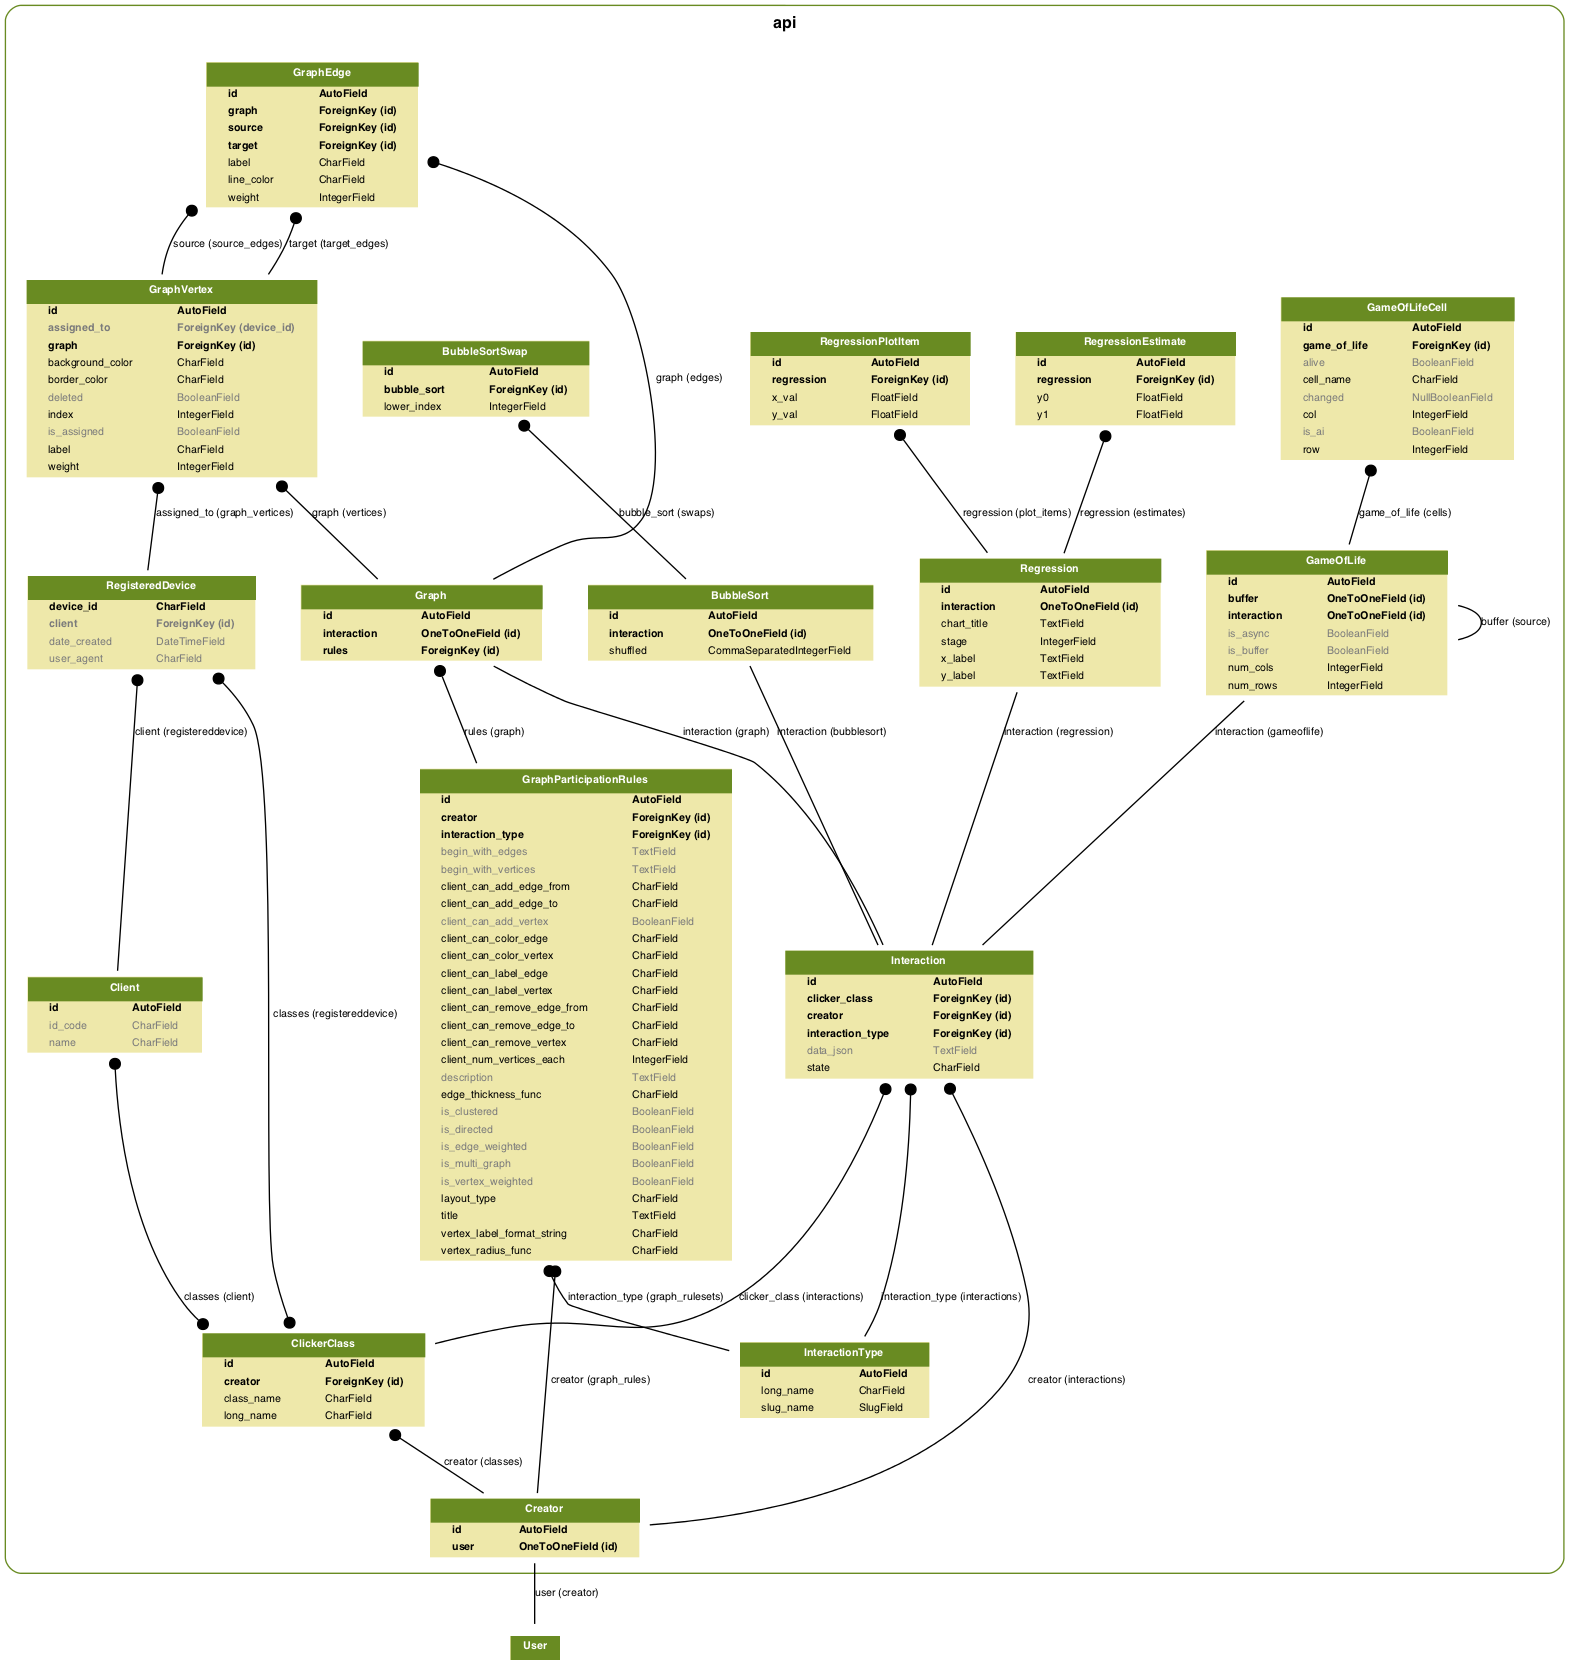 api
GraphEdge
id AutoField
graph ForeignKey (id)
source ForeignKey (id)
target ForeignKey (id)
label CharField
line_color CharField
weight IntegerField
source (source_edges)
target (target_edges)
graph (edges)
GraphVertex
id AutoField
assigned_to ForeignKey (device_id)
graph ForeignKey (id)
background_color CharField
border_color CharField
deleted BooleanField
index IntegerField
is_assigned BooleanField
label CharField
weight IntegerField
BubbleSortSwap
id AutoField
bubble_sort ForeignKey (id)
lower_index IntegerField
RegressionPlotItem
id AutoField
regression ForeignKey (id)
x_val FloatField
y_val FloatField
RegressionEstimate
id AutoField
regression ForeignKey (id)
y0 FloatField
y1 FloatField
GameOfLifeCell
id AutoField
game_of_life ForeignKey (id)
alive BooleanField
cell_name CharField
changed NullBooleanField
col IntegerField
is_ai BooleanField
row IntegerField
assigned_to (graph_vertices)
graph (vertices)
bubble_sort (swaps)
regression (plot_items)
regression (estimates)
game_of_life (cells)
RegisteredDevice
device_id CharField
client ForeignKey (id)
date_created DateTimeField
user_agent CharField
Graph
id AutoField
interaction OneToOneField (id)
rules ForeignKey (id)
BubbleSort
id AutoField
interaction OneToOneField (id)
shuffled CommaSeparatedIntegerField
Regression
id AutoField
interaction OneToOneField (id)
chart_title TextField
stage IntegerField
x_label TextField
y_label TextField
GameOfLife
id AutoField
buffer OneToOneField (id)
interaction OneToOneField (id)
is_async BooleanField
is_buffer BooleanField
num_cols IntegerField
num_rows IntegerField
buffer (source)
client (registereddevice)
rules (graph)
interaction (graph)
interaction (bubblesort)
interaction (regression)
interaction (gameoflife)
GraphParticipationRules
id AutoField
creator ForeignKey (id)
interaction_type ForeignKey (id)
begin_with_edges TextField
begin_with_vertices TextField
client_can_add_edge_from CharField
client_can_add_edge_to CharField
client_can_add_vertex BooleanField
client_can_color_edge CharField
client_can_color_vertex CharField
client_can_label_edge CharField
client_can_label_vertex CharField
client_can_remove_edge_from CharField
client_can_remove_edge_to CharField
client_can_remove_vertex CharField
client_num_vertices_each IntegerField
description TextField
edge_thickness_func CharField
is_clustered BooleanField
is_directed BooleanField
is_edge_weighted BooleanField
is_multi_graph BooleanField
is_vertex_weighted BooleanField
layout_type CharField
title TextField
vertex_label_format_string CharField
vertex_radius_func CharField
Client
id AutoField
id_code CharField
name CharField
classes (registereddevice)
Interaction
id AutoField
clicker_class ForeignKey (id)
creator ForeignKey (id)
interaction_type ForeignKey (id)
data_json TextField
state CharField
classes (client)
interaction_type (graph_rulesets)
clicker_class (interactions)
interaction_type (interactions)
ClickerClass
id AutoField
creator ForeignKey (id)
class_name CharField
long_name CharField
InteractionType
id AutoField
long_name CharField
slug_name SlugField
creator (graph_rules)
creator (interactions)
creator (classes)
Creator
id AutoField
user OneToOneField (id)
user (creator)
User